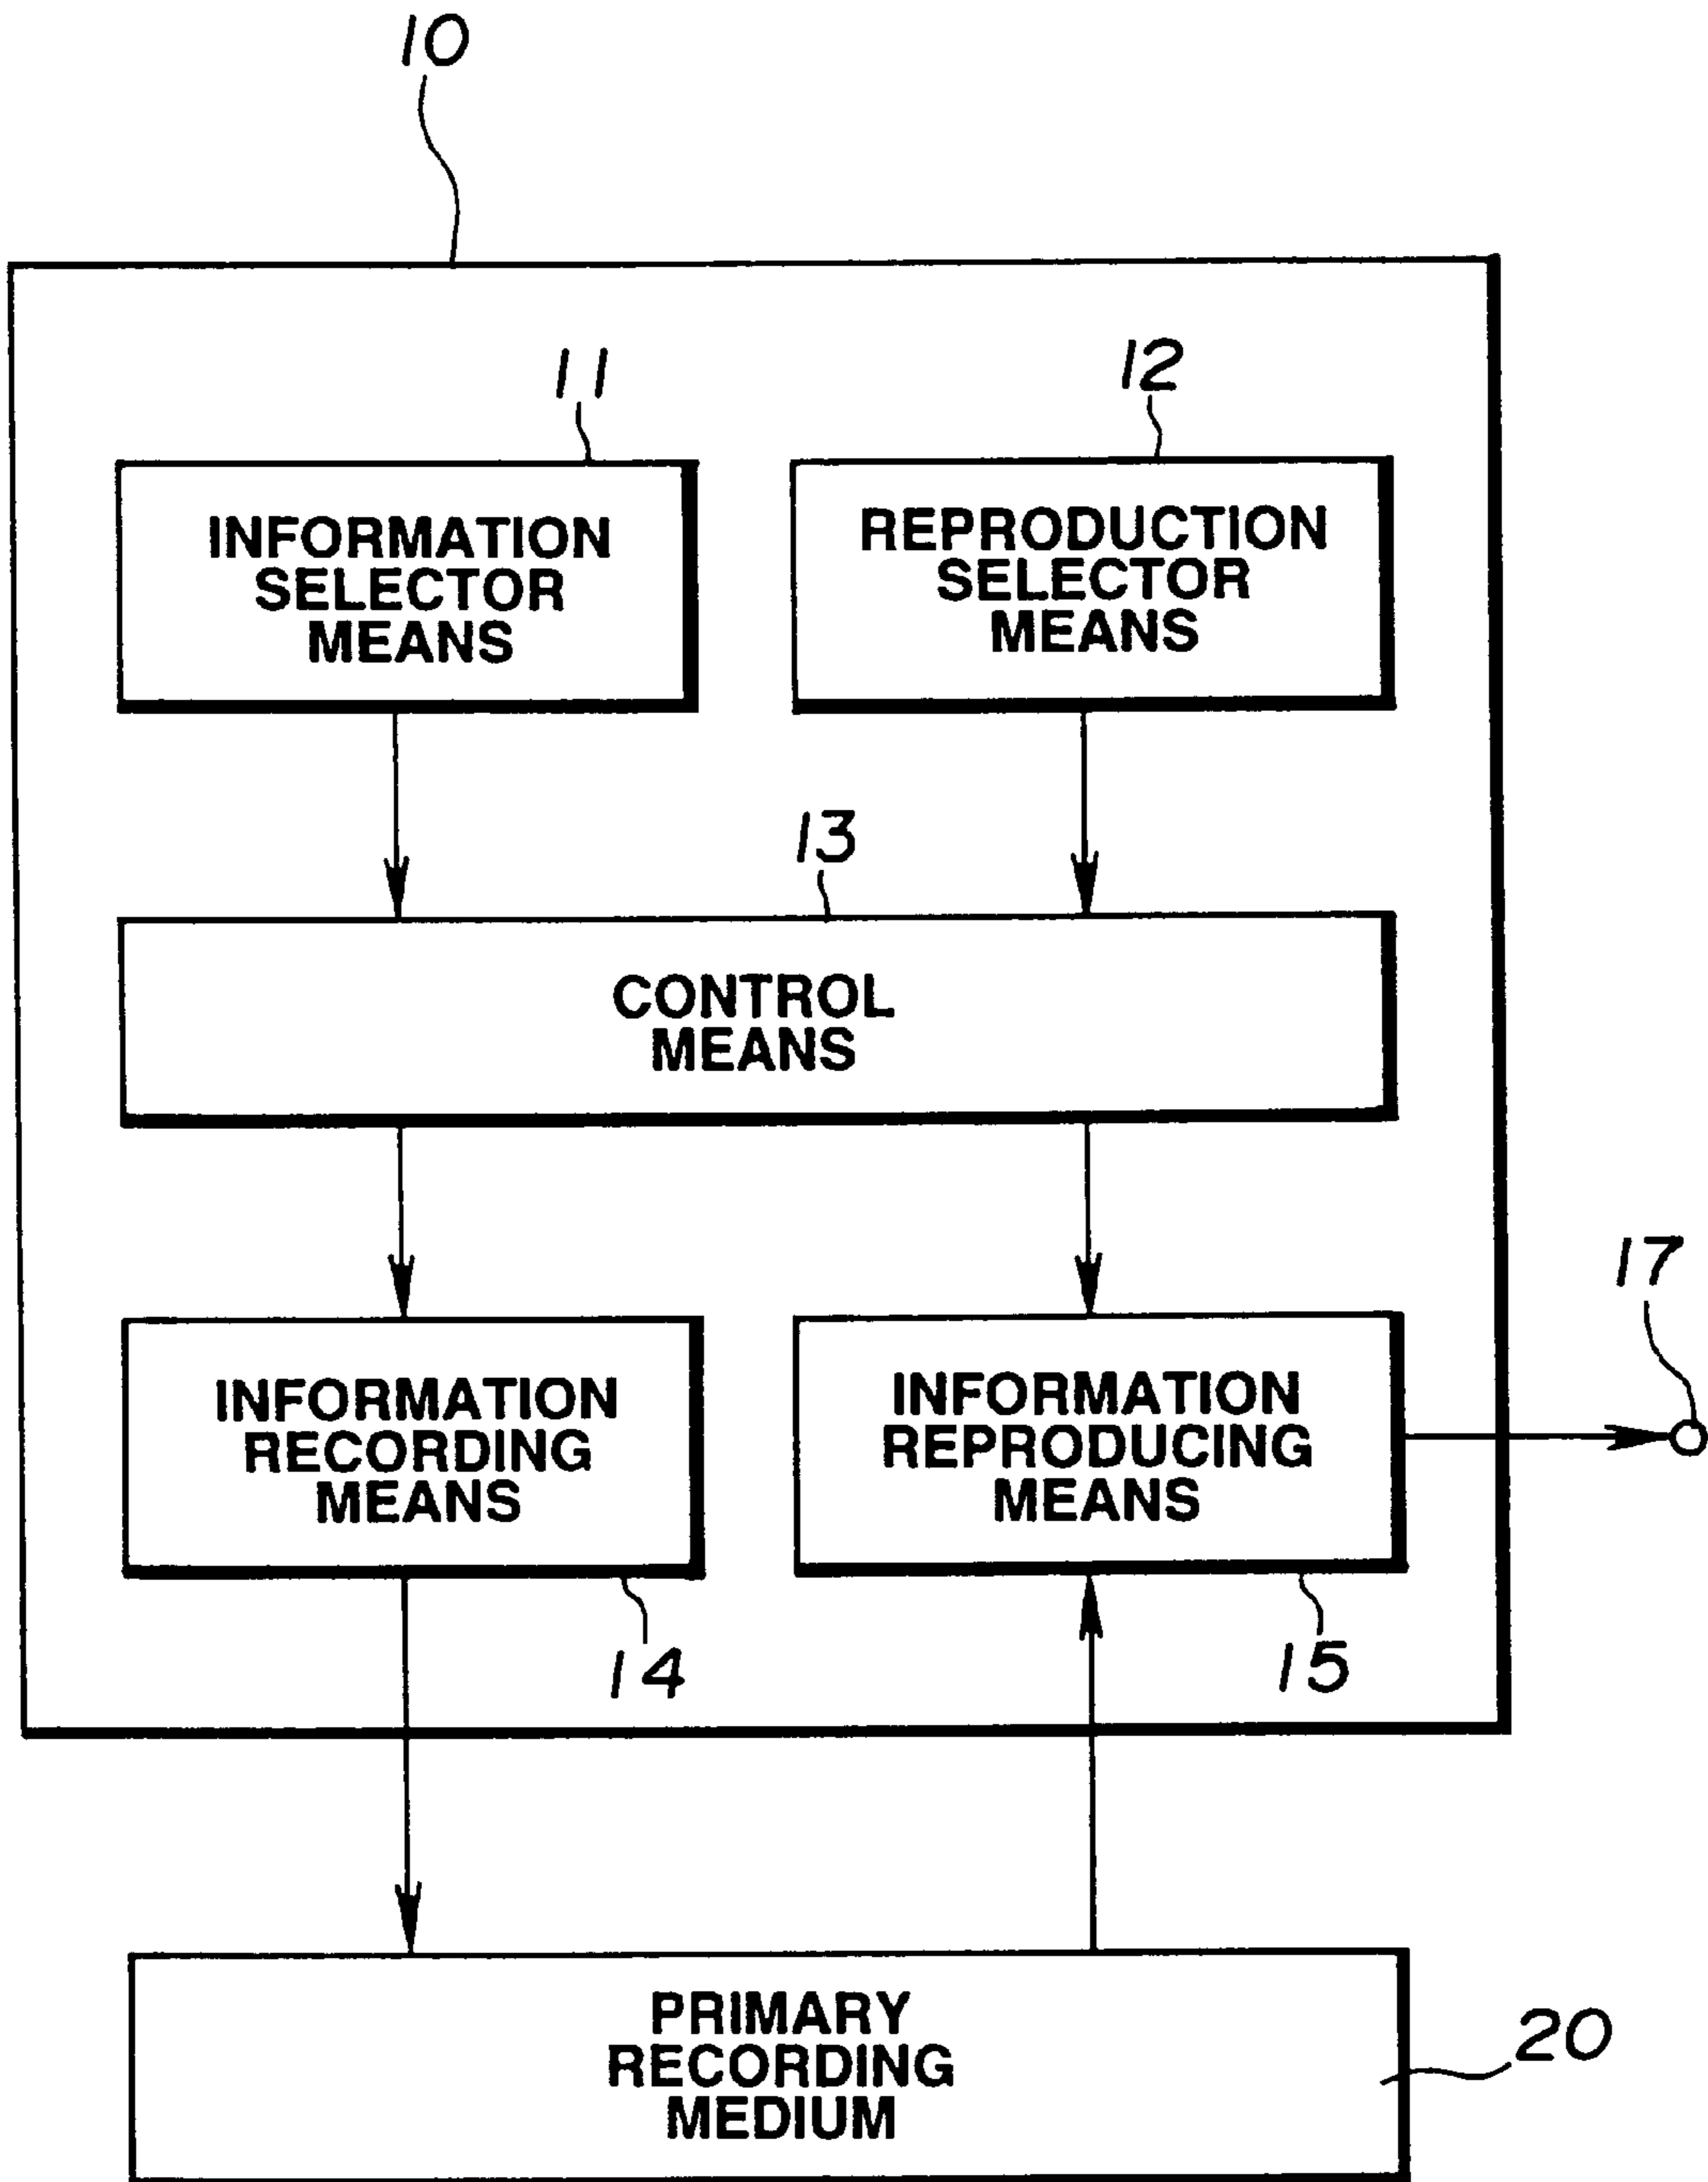 10
11
12
INFORMATION
SELECTOR
MEANS
REPRODUCTION
SELECTOR
MEANS
13
CONTROL
MEANS
17
INFORMATION
RECORDING
MEANS
INFORMATION
REPRODUCING
MEANS
14
15
PRIMARY
RECORDING
MEDIUM
20